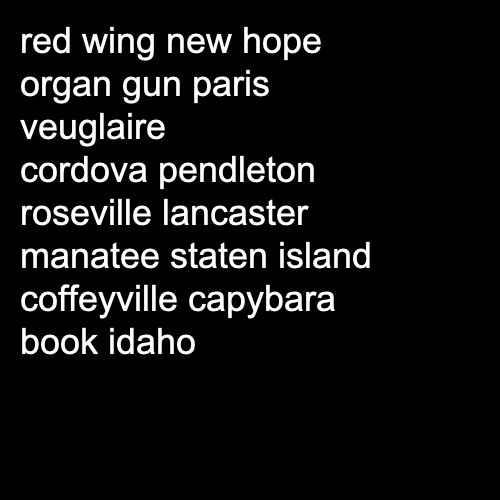 red wing new hope
organ gun paris
veuglaire
cordova pendleton
roseville lancaster
manatee staten island
coffeyville capybara
book idaho